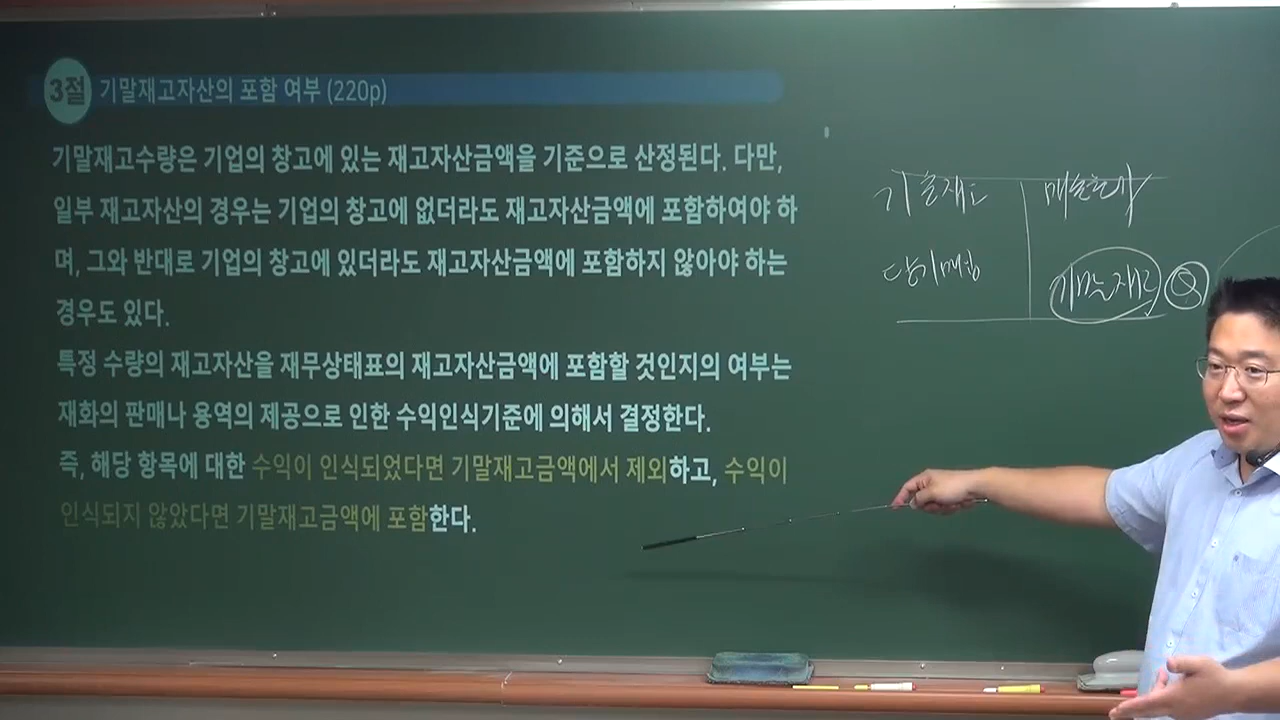 3절 기말재고자산의 포함 여부 (220p)
기말재고수량은 기업의 창고에 있는 재고자산금액을 기준으로 산정된다. 다만,
일부 재고자산의 경우는 기업의 창고에 없더라도 재고자산금액에 포함하여야 하
며, 그와 반대로 기업의 창고에 있더라도 재고자산금액에 포함하지 않아야 하는
경우도 있다.
특정 수량의 재고자산을 재무상태표의 재고자산금액에 포함할 것인지의 여부는
재화의 판매나 용역의 제공으로 인한 수익인식기준에 의해서 결정한다.
즉, 해당 항목에 대한 수익이 인식되었다면 기말재고금액에서 제외하고, 수익이
인식되지 않았다면 기말재고금액에 포함한다.
기초재고 매출원가
당기매입 기말재고 Q